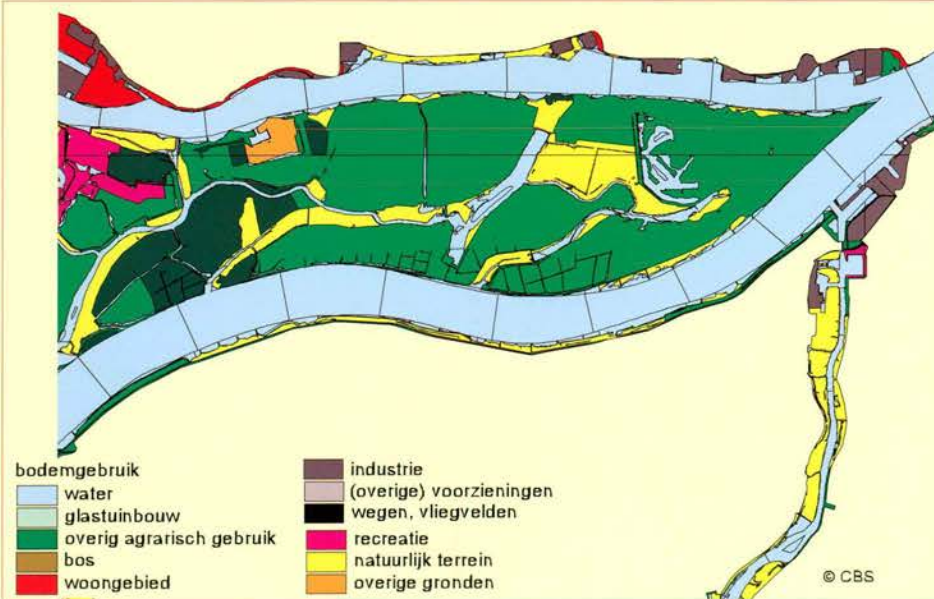 bodemgebruik
water
glastuinbouw
overig agrarisch gebruik
bos
woongebied
industrie
(overige) voorzieningen
wegen, vliegvelden
recreatie
natuurlijk terrein
overige gronden
© CBS